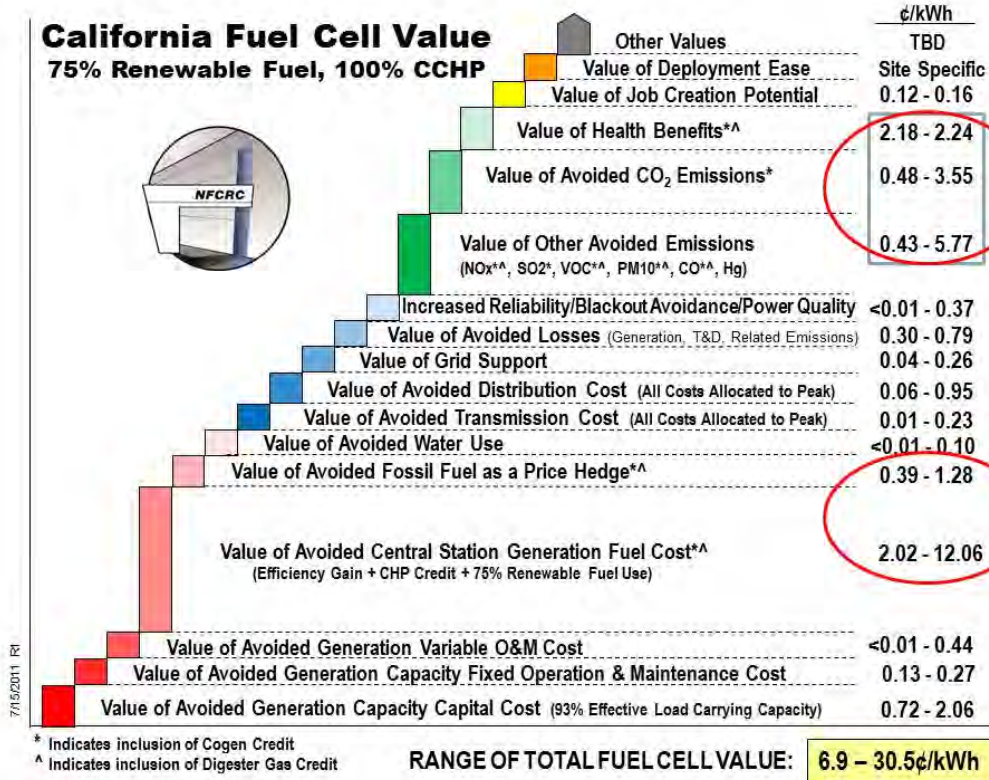 California Fuel Cell Value
75% Renewable Fuel, 100% CCHP
¢/kWh
Other Values TBD
Value of Deployment Ease Site Specific
Value of Job Creation Potential 0.12 - 0.16
Value of Health Benefits*^ 2.18 - 2.24
Value of Avoided CO₂ Emissions* 0.48 - 3.55
NFCRC
Value of Other Avoided Emissions 0.43 - 5.77
(NOx*^, SO2*, VOC*^, PM10*^, CO*^, Hg)
Increased Reliability/Blackout Avoidance/Power Quality <0.01 - 0.37
Value of Avoided Losses (Generation, T&D, Related Emissions) 0.30 - 0.79
Value of Grid Support 0.04 - 0.26
Value of Avoided Distribution Cost (All Costs Allocated to Peak) 0.06 - 0.95
Value of Avoided Transmission Cost (All Costs Allocated to Peak) 0.01 - 0.23
Value of Avoided Water Use <0.01 - 0.10
Value of Avoided Fossil Fuel as a Price Hedge*^ 0.39 - 1.28
Value of Avoided Central Station Generation Fuel Cost*^ 2.02 - 12.06
(Efficiency Gain + CHP Credit + 75% Renewable Fuel Use)
Value of Avoided Generation Variable O&M Cost <0.01 - 0.44
Value of Avoided Generation Capacity Fixed Operation & Maintenance Cost 0.13 - 0.27
Value of Avoided Generation Capacity Capital Cost (93% Effective Load Carrying Capacity) 0.72 - 2.06
7/15/2011 RI
* Indicates inclusion of Cogen Credit
^ Indicates inclusion of Digester Gas Credit
RANGE OF TOTAL FUEL CELL VALUE: 6.9 – 30.5¢/kWh